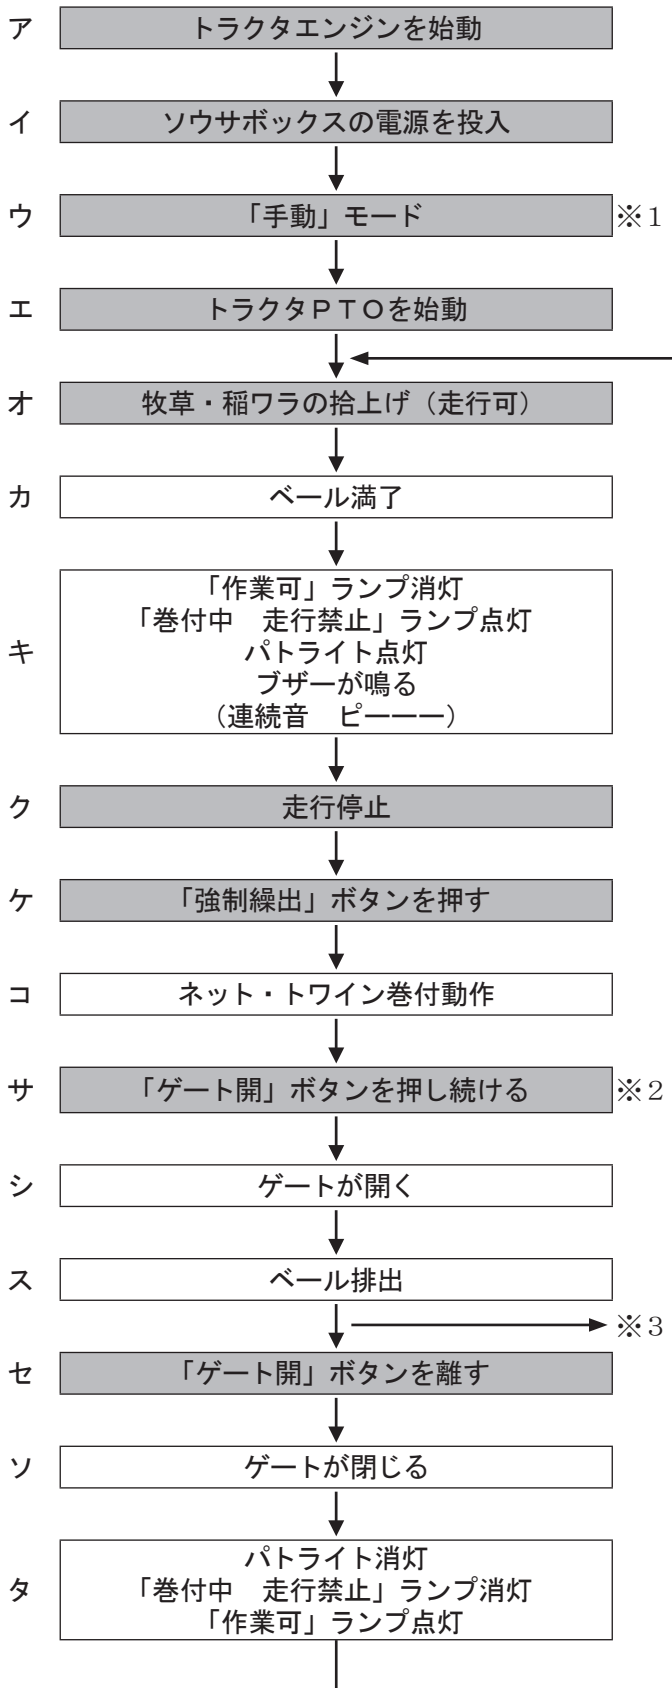 ア トラクタエンジンを始動
イ ソウサボックスの電源を投入
ウ 「手動」モード ※1
エ トラクタPTOを始動
オ 牧草・稲ワラの拾上げ（走行可）
カ ベール満了
キ 「作業可」ランプ消灯
「巻付中　走行禁止」ランプ点灯
パトライト点灯
ブザーが鳴る
（連続音　ピーーー）
ク 走行停止
ケ 「強制繰出」ボタンを押す
コ ネット・トワイン巻付動作
サ 「ゲート開」ボタンを押し続ける ※2
シ ゲートが開く
ス ベール排出
※3
セ 「ゲート開」ボタンを離す
ソ ゲートが閉じる
タ パトライト消灯
「巻付中　走行禁止」ランプ消灯
「作業可」ランプ点灯